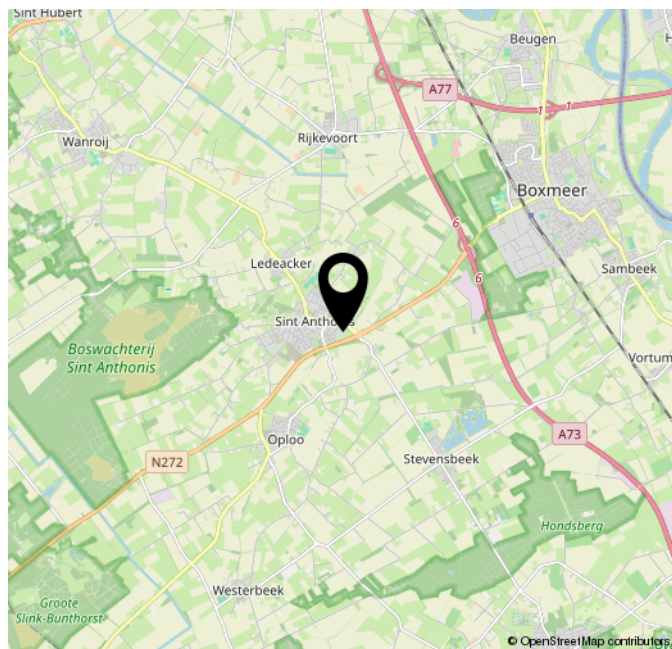 Sint Hubert
Beugen
H
A77
1
1
Wanroij
Rijkevoort
Boxmeer
6
Ledeacker
6
Sambeek
Sint Anthonis
Boswachterij
Sint Anthonis
Vortum
A73
Oploo
N272
Stevensbeek
Hondsberg
Westerbeek
Groote
Slink-Bunthorst
© OpenStreetMap contributors,